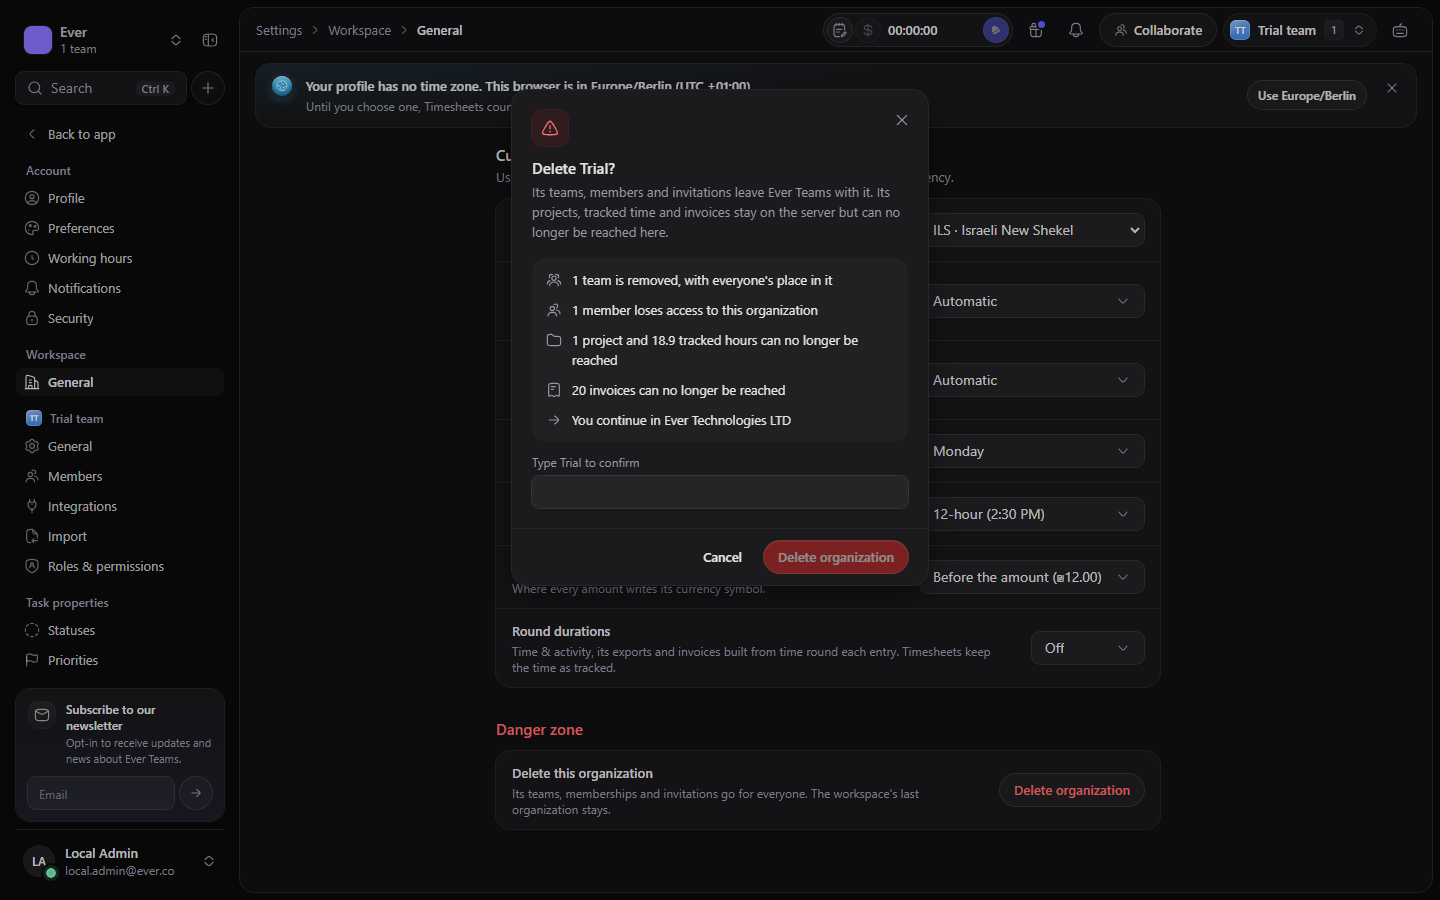 Ever
1 team
Search
Ctrl K
Back to app
Account
Profile
Preferences
Working hours
Notifications
Security
Workspace
General
TT
Trial team
General
Members
Integrations
Import
Roles & permissions
Task properties
Statuses
Priorities
Subscribe to our
newsletter
Opt-in to receive updates and
news about Ever Teams.
Email
LA
Local Admin
local.admin@ever.co
Settings
Workspace
General
00:00:00
Collaborate
TT
Trial team
1
Your profile has no time zone. This browser is in Europe/Berlin (UTC +01:00)
Until you choose one, Timesheets
Use Europe/Berlin
Delete Trial?
Its teams, members and invitations leave Ever Teams with it. Its
projects, tracked time and invoices stay on the server but can no
longer be reached here.
1 team is removed, with everyone's place in it
1 member loses access to this organization
1 project and 18.9 tracked hours can no longer be
reached
20 invoices can no longer be reached
You continue in Ever Technologies LTD
Type Trial to confirm
Cancel
Delete organization
ILS · Israeli New Shekel
Automatic
Automatic
Monday
12-hour (2:30 PM)
Before the amount (₪12.00)
Where every amount writes its currency symbol.
Round durations
Time & activity, its exports and invoices built from time round each entry. Timesheets keep
the time as tracked.
Off
Danger zone
Delete this organization
Its teams, memberships and invitations go for everyone. The workspace's last
organization stays.
Delete organization